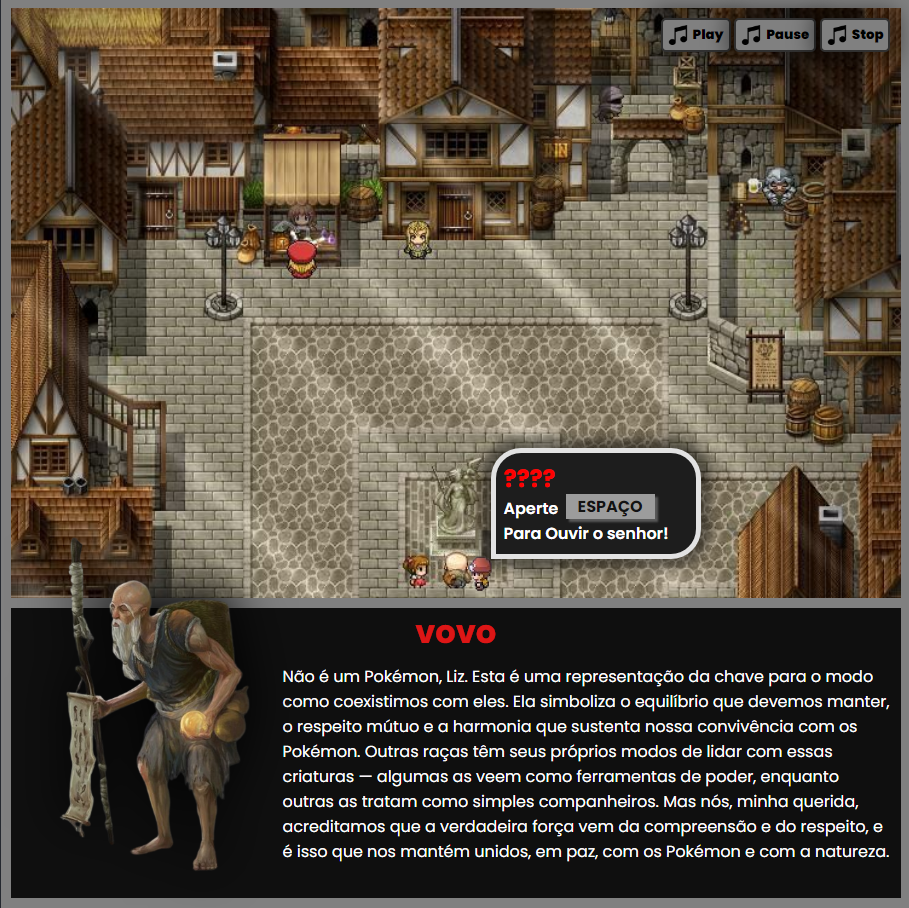 Play
Pause
Stop
INN
????
Aperte ESPAÇO
Para Ouvir o senhor!
VOVO
Não é um Pokémon, Liz. Esta é uma representação da chave para o modo
como coexistimos com eles. Ela simboliza o equilíbrio que devemos manter,
o respeito mútuo e a harmonia que sustenta nossa convivência com os
Pokémon. Outras raças têm seus próprios modos de lidar com essas
criaturas — algumas as veem como ferramentas de poder, enquanto
outras as tratam como simples companheiros. Mas nós, minha querida,
acreditamos que a verdadeira força vem da compreensão e do respeito, e
é isso que nos mantém unidos, em paz, com os Pokémon e com a natureza.